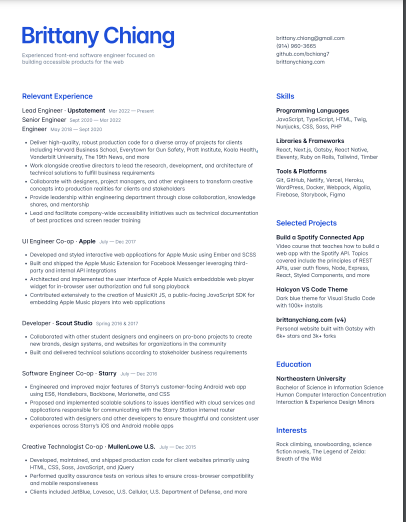 Brittany Chiang
Experienced front-end software engineer focused on
building accessible products for the web
brittany.chiang@gmail.com
(914) 960-3665
github.com/bchiang7
brittanychiang.com
Relevant Experience
Lead Engineer · Upstatement Mar 2022 — Present
Senior Engineer Sept 2020 — Mar 2022
Engineer May 2018 — Sept 2020
• Deliver high-quality, robust production code for a diverse array of projects for clients
including Harvard Business School, Everytown for Gun Safety, Pratt Institute, Koala Health,
Vanderbilt University, The 19th News, and more
• Work alongside creative directors to lead the research, development, and architecture of
technical solutions to fulfill business requirements
• Collaborate with designers, project managers, and other engineers to transform creative
concepts into production realities for clients and stakeholders
• Provide leadership within engineering department through close collaboration, knowledge
shares, and mentorship
• Lead and facilitate company-wide accessibility initiatives such as technical documentation
of best practices and screen reader training
UI Engineer Co-op · Apple July — Dec 2017
• Developed and styled interactive web applications for Apple Music using Ember and SCSS
• Built and shipped the Apple Music Extension for Facebook Messenger leveraging third-
party and internal API integrations
• Architected and implemented the user interface of Apple Music's embeddable web player
widget for in-browser user authorization and full song playback
• Contributed extensively to the creation of MusicKit JS, a public-facing JavaScript SDK for
embedding Apple Music players into web applications
Developer · Scout Studio Spring 2016 & 2017
• Collaborated with other student designers and engineers on pro-bono projects to create
new brands, design systems, and websites for organizations in the community
• Built and delivered technical solutions according to stakeholder business requirements
Software Engineer Co-op · Starry July — Dec 2016
• Engineered and improved major features of Starry's customer-facing Android web app
using ES6, Handlebars, Backbone, Marionette, and CSS
• Proposed and implemented scalable solutions to issues identified with cloud services and
applications responsible for communicating with the Starry Station internet router
• Collaborated with designers and other developers to ensure thoughtful and consistent user
experiences across Starry's iOS and Android mobile apps
Creative Technologist Co-op · MullenLowe U.S. July — Dec 2015
• Developed, maintained, and shipped production code for client websites primarily using
HTML, CSS, Sass, JavaScript, and jQuery
• Performed quality assurance tests on various sites to ensure cross-browser compatibility
and mobile responsiveness
• Clients included JetBlue, Lovesac, U.S. Cellular, U.S. Department of Defense, and more
Skills
Programming Languages
JavaScript, TypeScript, HTML, Twig,
Nunjucks, CSS, Sass, PHP
Libraries & Frameworks
React, Next.js, Gatsby, React Native,
Eleventy, Ruby on Rails, Tailwind, Timber
Tools & Platforms
Git, GitHub, Netlify, Vercel, Heroku,
WordPress, Docker, Webpack, Algolia,
Firebase, Storybook, Figma
Selected Projects
Build a Spotify Connected App
Video course that teaches how to build a
web app with the Spotify API. Topics
covered include the principles of REST
APIs, user auth flows, Node, Express,
React, Styled Components, and more
Halcyon VS Code Theme
Dark blue theme for Visual Studio Code
with 100k+ installs
brittanychiang.com (v4)
Personal website built with Gatsby with
6k+ stars and 3k+ forks
Education
Northeastern University
Bachelor of Science in Information Science
Human Computer Interaction Concentration
Interaction & Experience Design Minors
Interests
Rock climbing, snowboarding, science
fiction novels, The Legend of Zelda:
Breath of the Wild